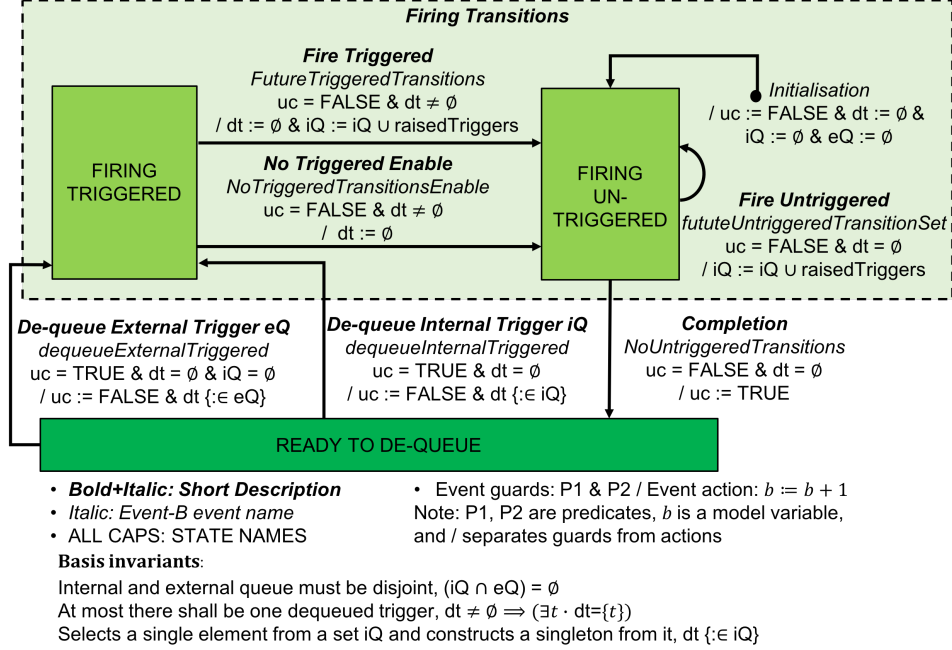 Firing Transitions
Fire Triggered
FutureTriggeredTransitions
uc = FALSE & dt ≠ ∅
/ dt := ∅ & iQ := iQ ∪ raisedTriggers
No Triggered Enable
NoTriggeredTransitionsEnable
uc = FALSE & dt ≠ ∅
/ dt := ∅
FIRING
TRIGGERED
FIRING
UN-
TRIGGERED
Initialisation
/ uc := FALSE & dt := ∅ &
iQ := ∅ & eQ := ∅
Fire Untriggered
fututeUntriggeredTransitionSet
uc = FALSE & dt = ∅
/ iQ := iQ ∪ raisedTriggers
De-queue External Trigger eQ
dequeueExternalTriggered
uc = TRUE & dt = ∅ & iQ = ∅
/ uc := FALSE & dt {:∈ eQ}
De-queue Internal Trigger iQ
dequeueInternalTriggered
uc = TRUE & dt = ∅
/ uc := FALSE & dt {:∈ iQ}
Completion
NoUntriggeredTransitions
uc = FALSE & dt = ∅
/ uc := TRUE
READY TO DE-QUEUE
• Bold+Italic: Short Description
• Italic: Event-B event name
• ALL CAPS: STATE NAMES
• Event guards: P1 & P2 / Event action: b := b + 1
Note: P1, P2 are predicates, b is a model variable,
and / separates guards from actions
Basis invariants:
Internal and external queue must be disjoint, (iQ ∩ eQ) = ∅
At most there shall be one dequeued trigger, dt ≠ ∅ ⟹ (∃t · dt={t})
Selects a single element from a set iQ and constructs a singleton from it, dt {:∈ iQ}